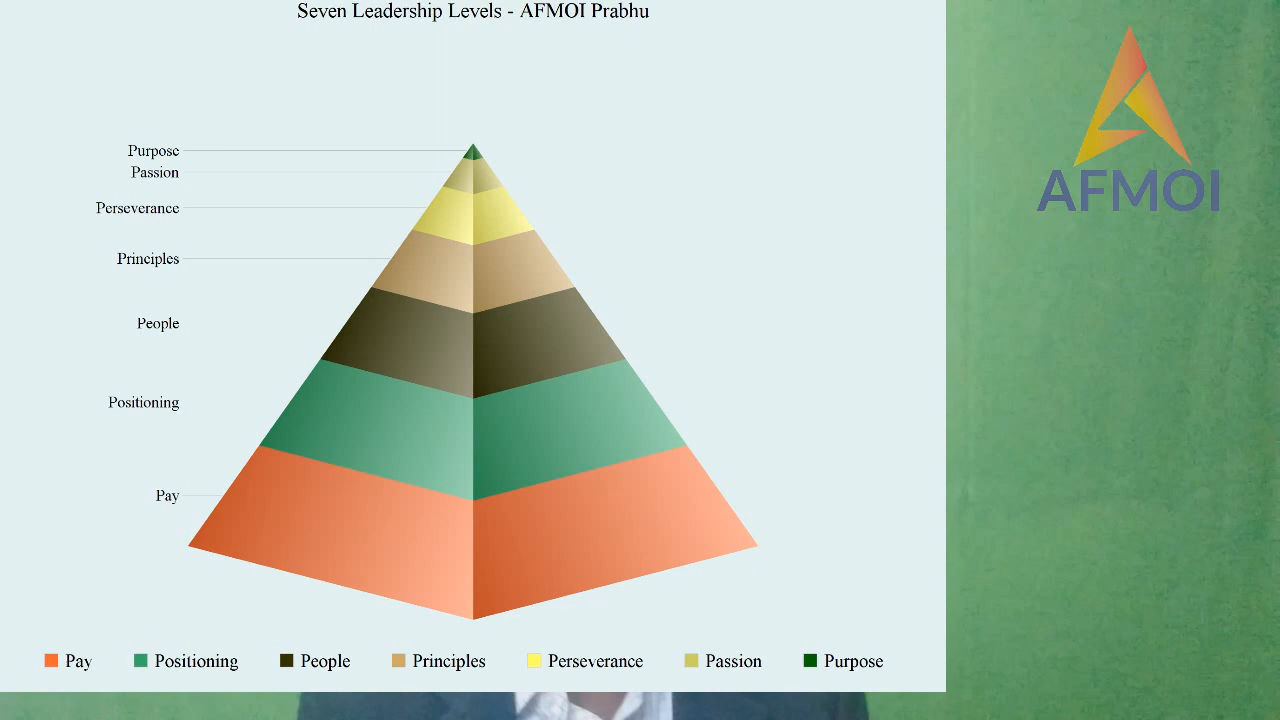 Seven Leadership Levels - AFMOI Prabhu
AFMOI
Purpose
Passion
Perseverance
Principles
People
Positioning
Pay
Pay Positioning People Principles Perseverance Passion Purpose